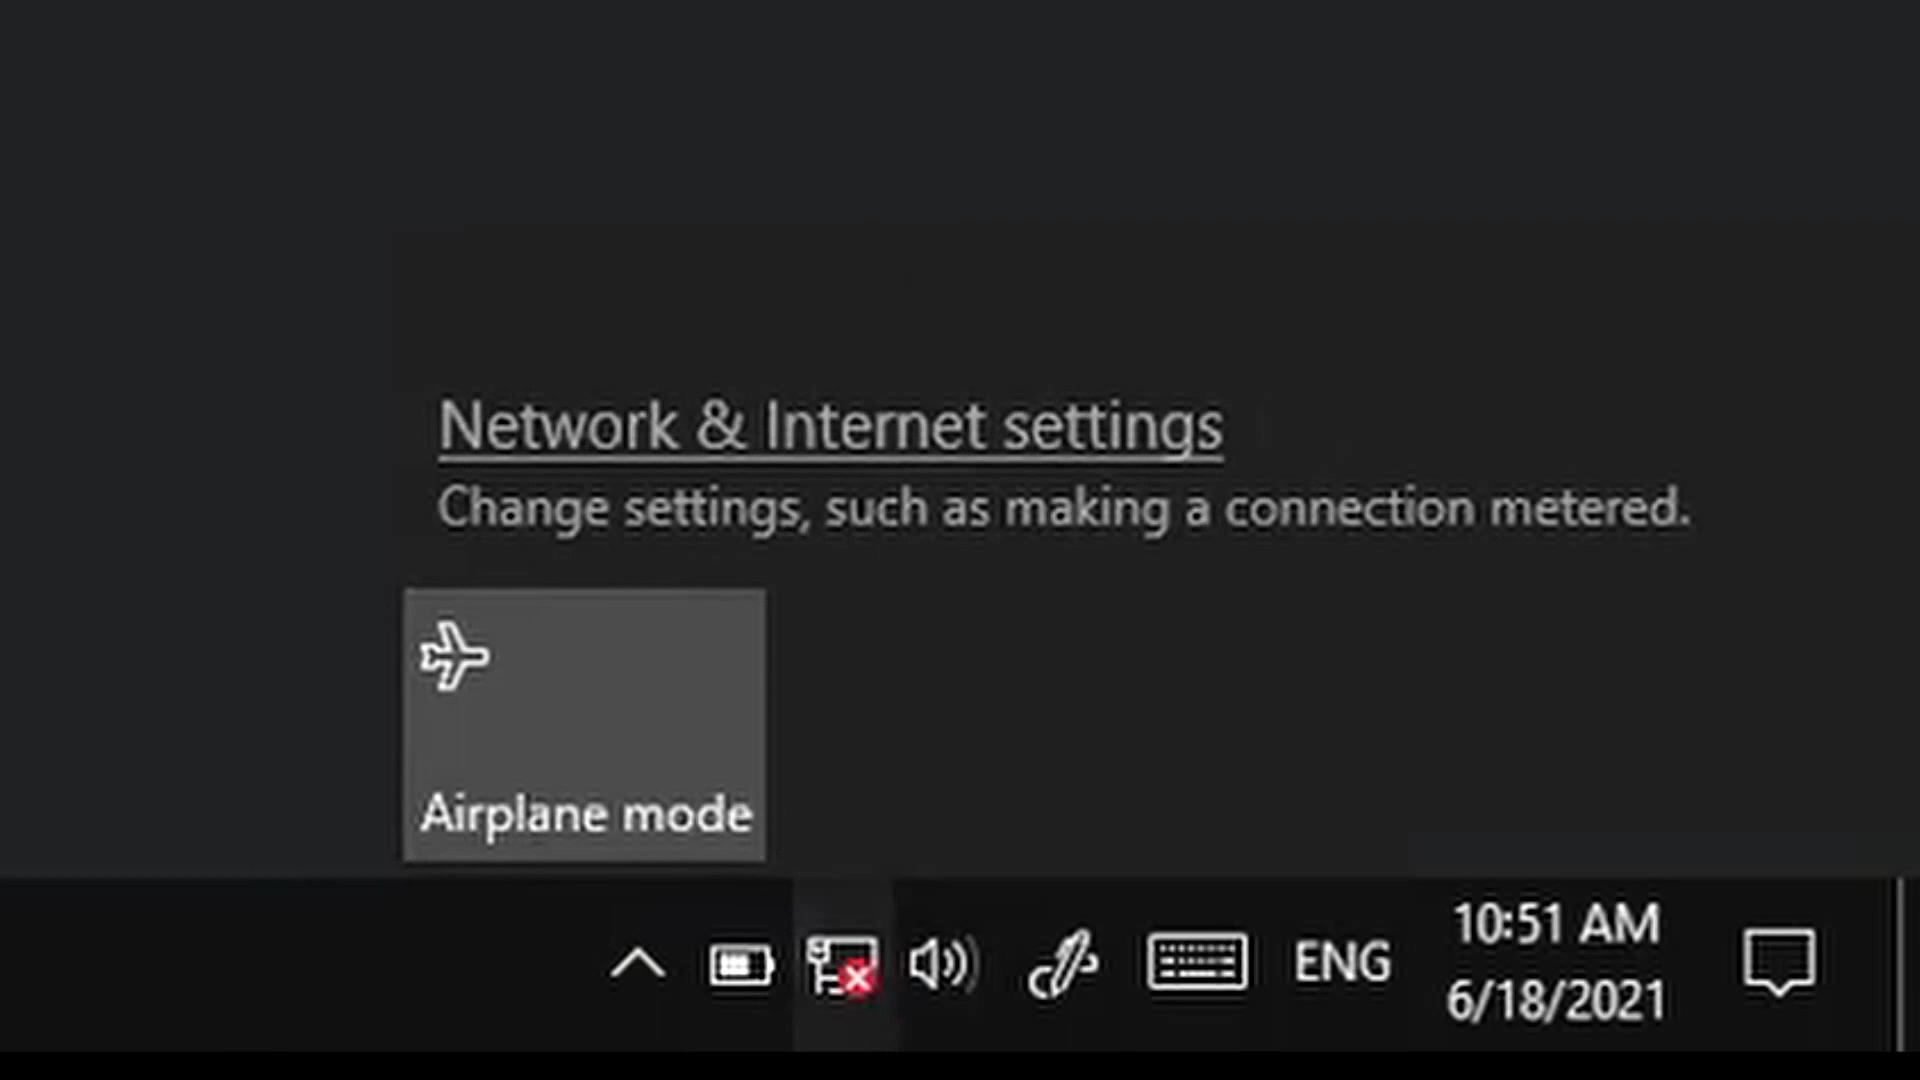 Network & Internet settings
Change settings, such as making a connection metered.
Airplane mode
ENG
10:51 AM
6/18/2021